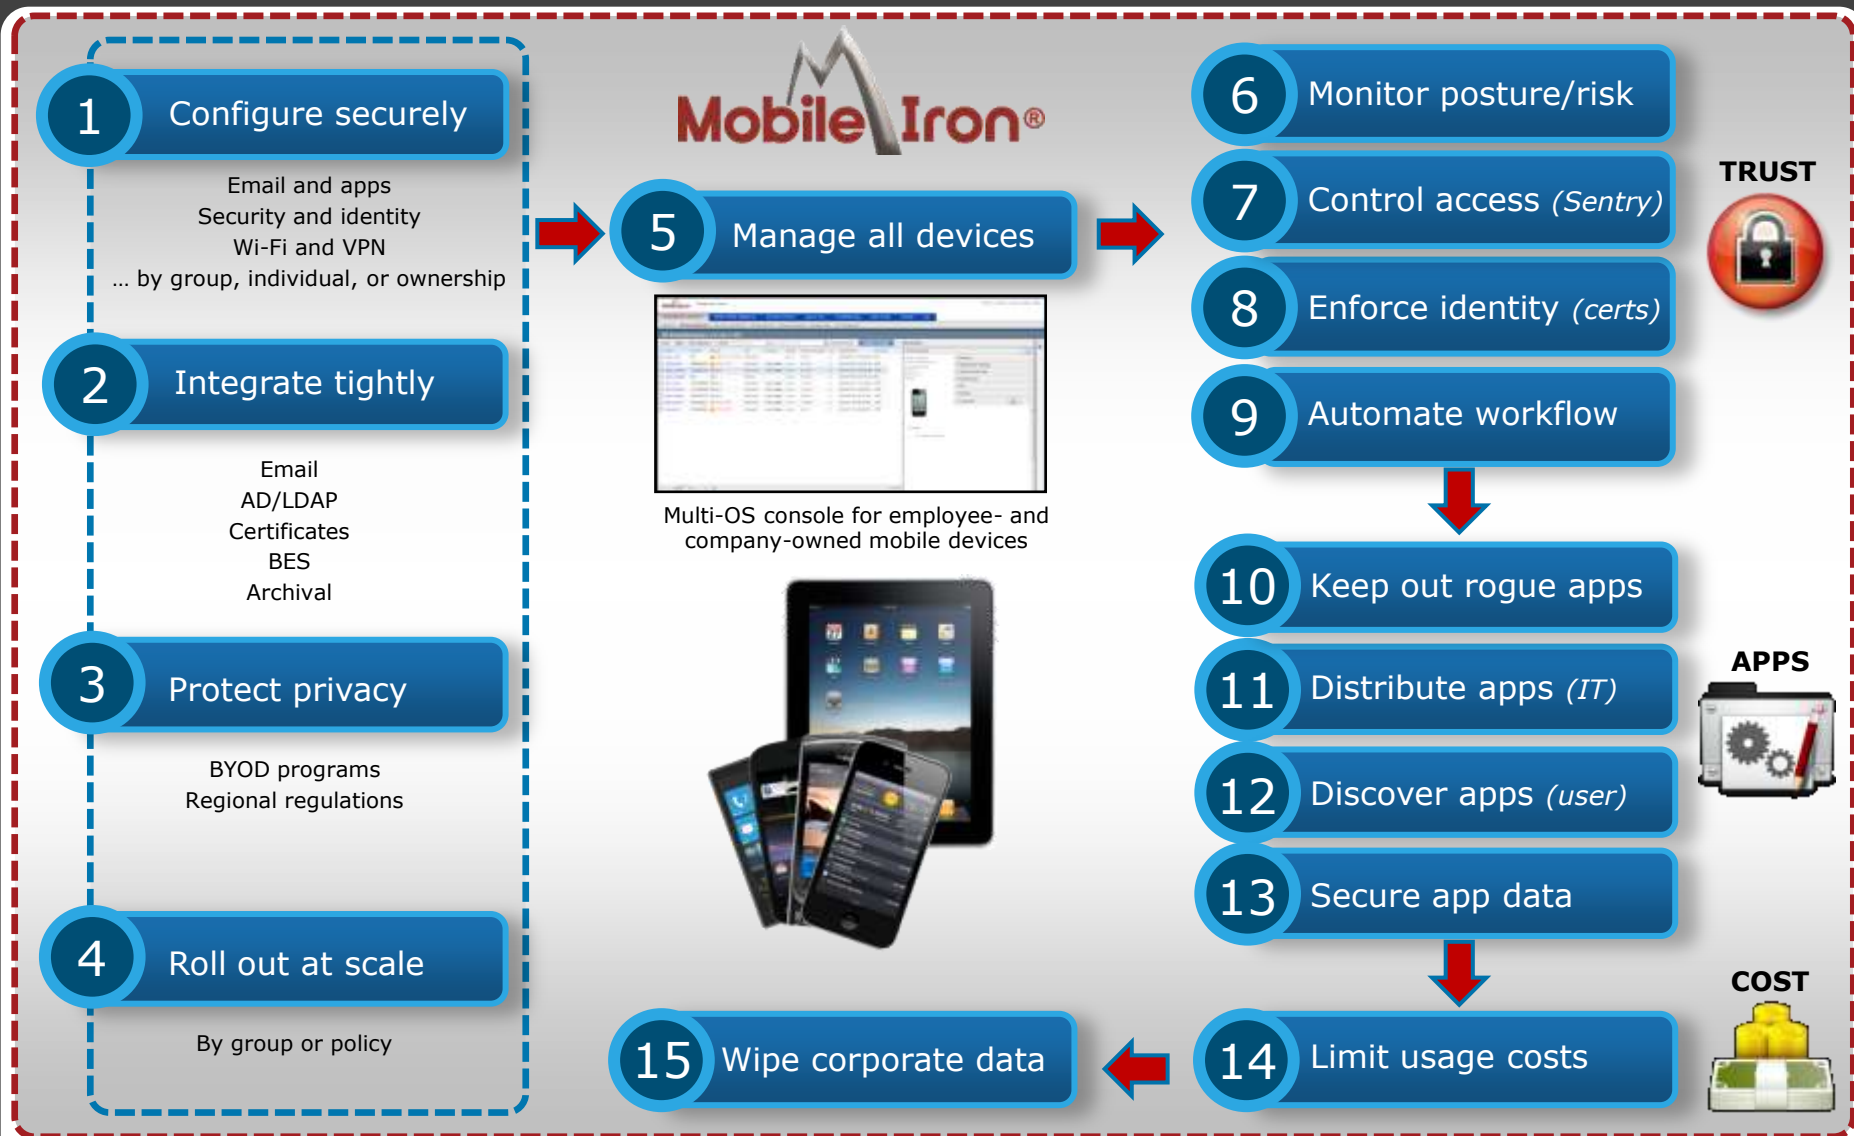 1 Configure securely
Email and apps
Security and identity
Wi-Fi and VPN
... by group, individual, or ownership
2 Integrate tightly
Email
AD/LDAP
Certificates
BES
Archival
3 Protect privacy
BYOD programs
Regional regulations
4 Roll out at scale
By group or policy
Mobile Iron®
5 Manage all devices
Multi-OS console for employee- and
company-owned mobile devices
6 Monitor posture/risk
7 Control access (Sentry)
8 Enforce identity (certs)
9 Automate workflow
TRUST
10 Keep out rogue apps
11 Distribute apps (IT)
12 Discover apps (user)
13 Secure app data
APPS
14 Limit usage costs
COST
15 Wipe corporate data